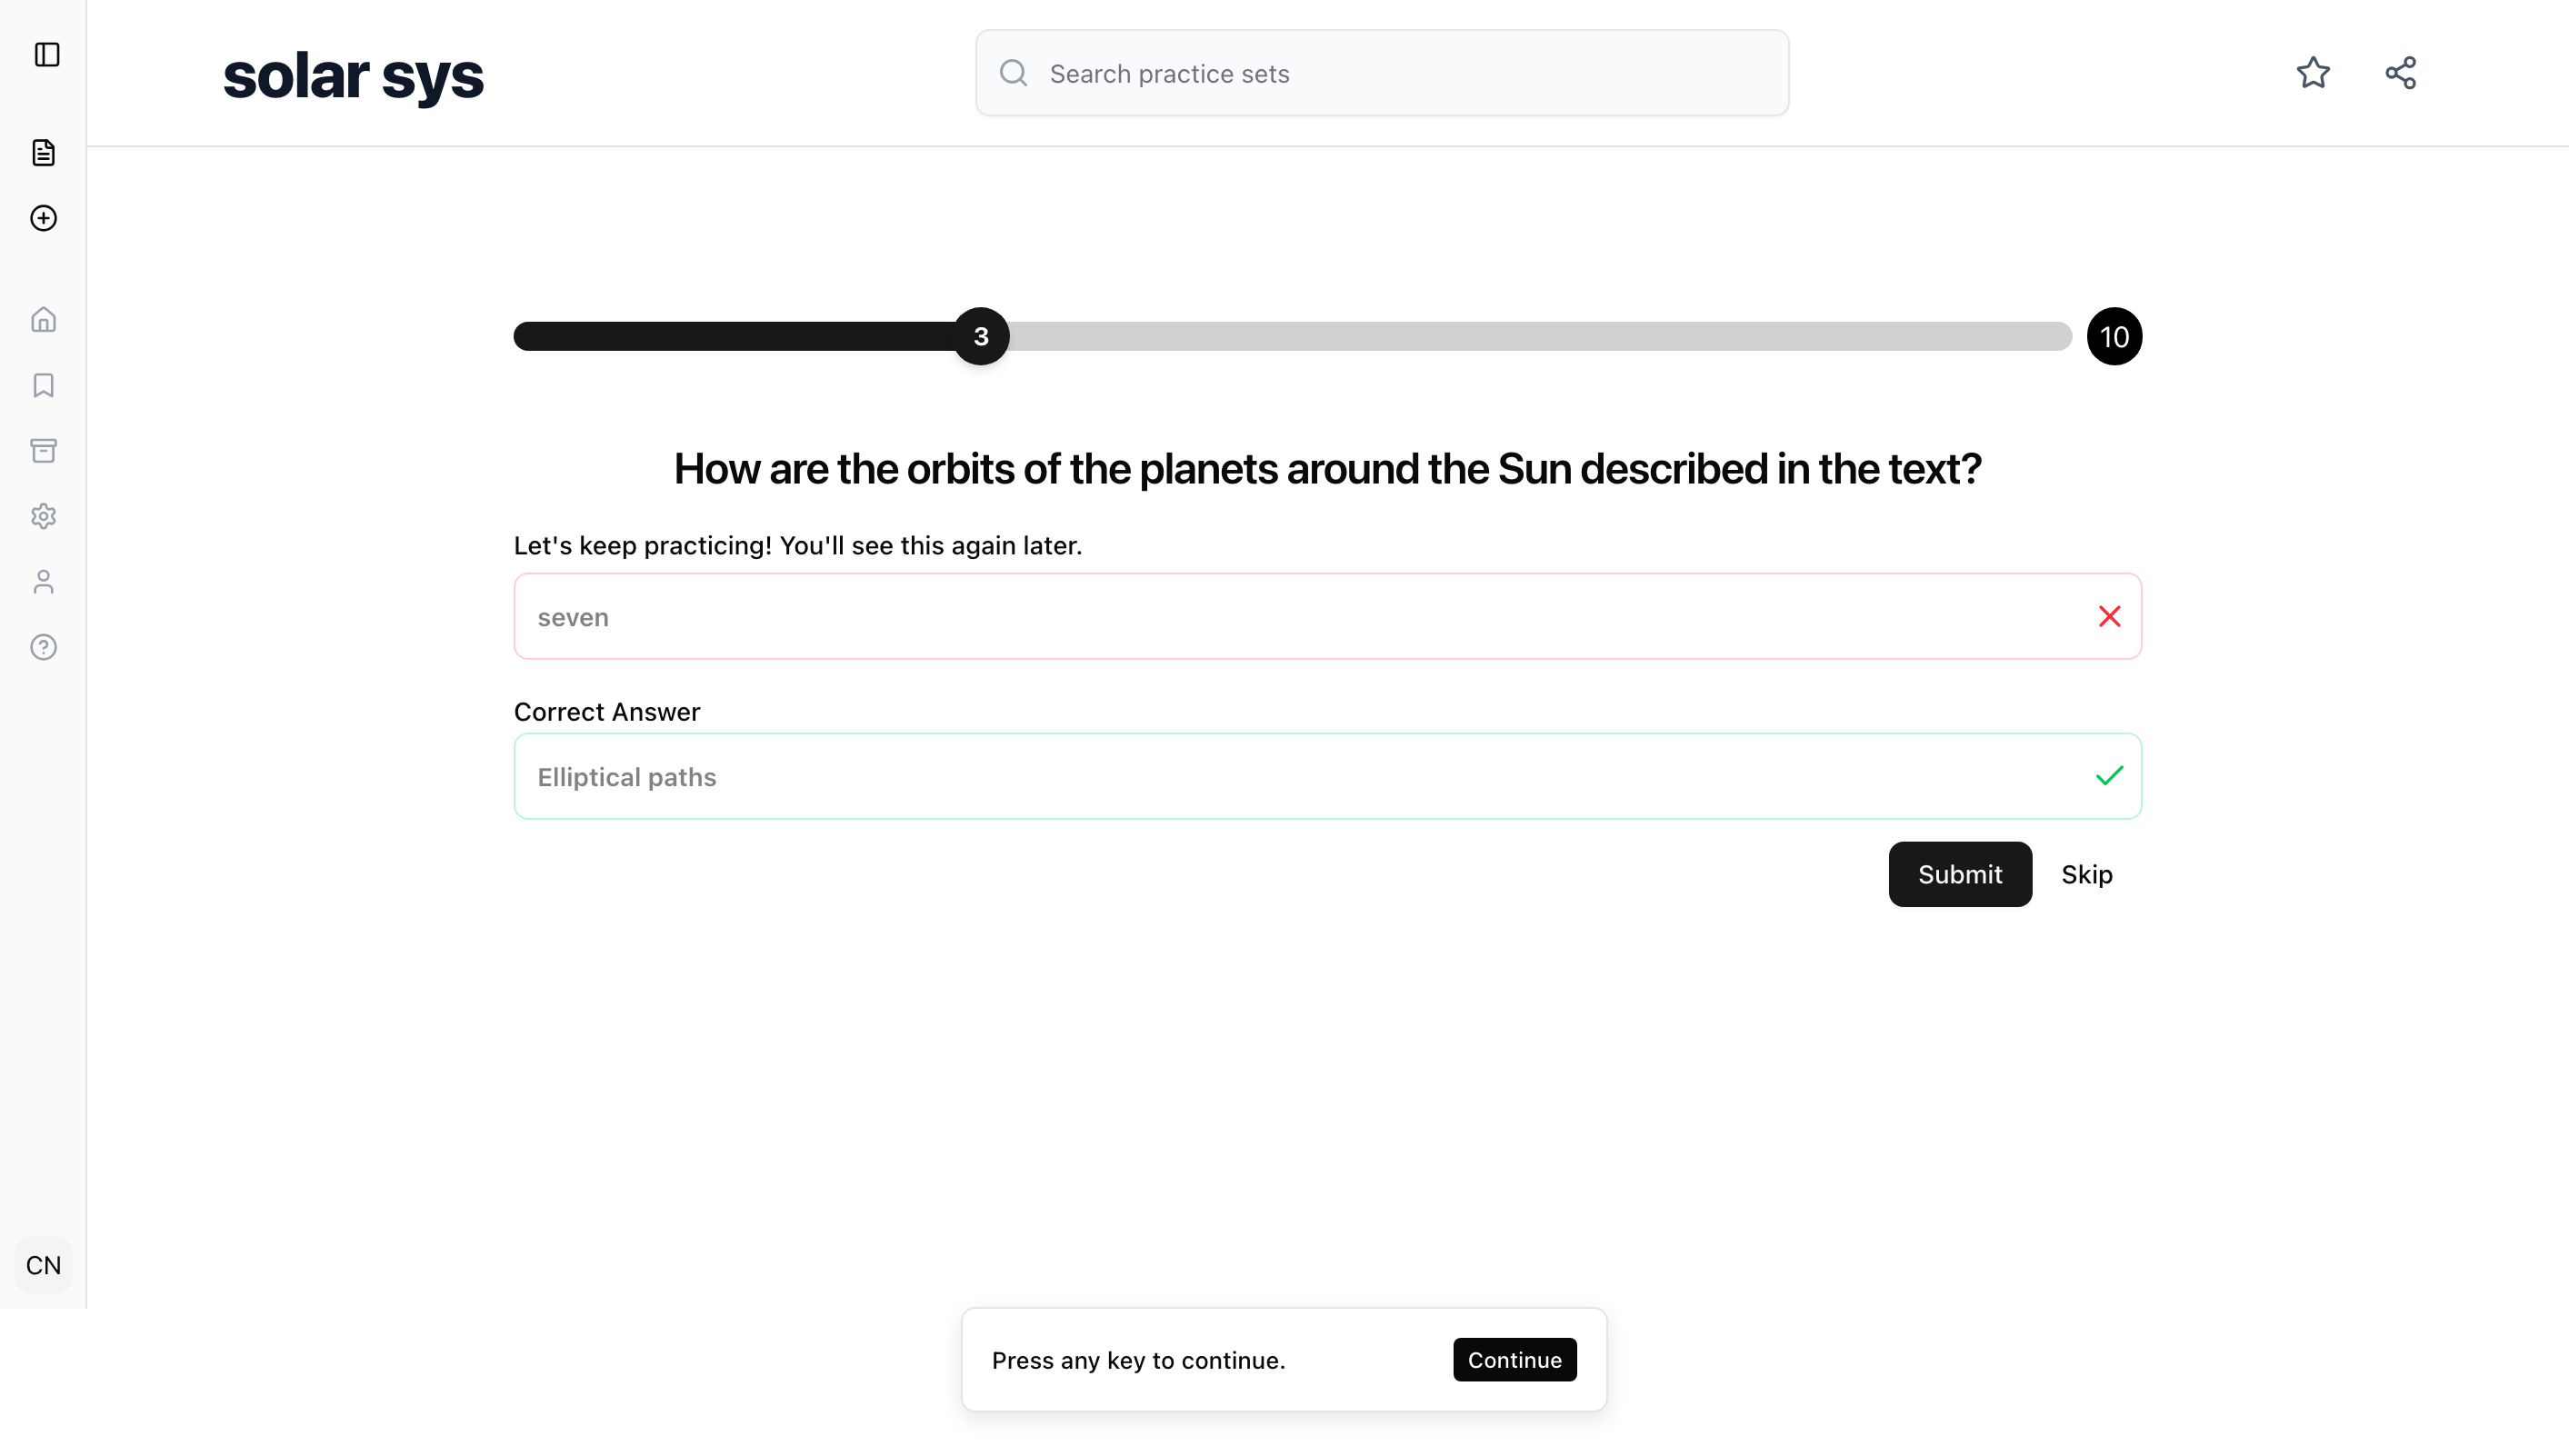 solar sys
Search practice sets
3
10
How are the orbits of the planets around the Sun described in the text?
Let's keep practicing! You'll see this again later.
seven
Correct Answer
Elliptical paths
Submit
Skip
CN
Press any key to continue.
Continue